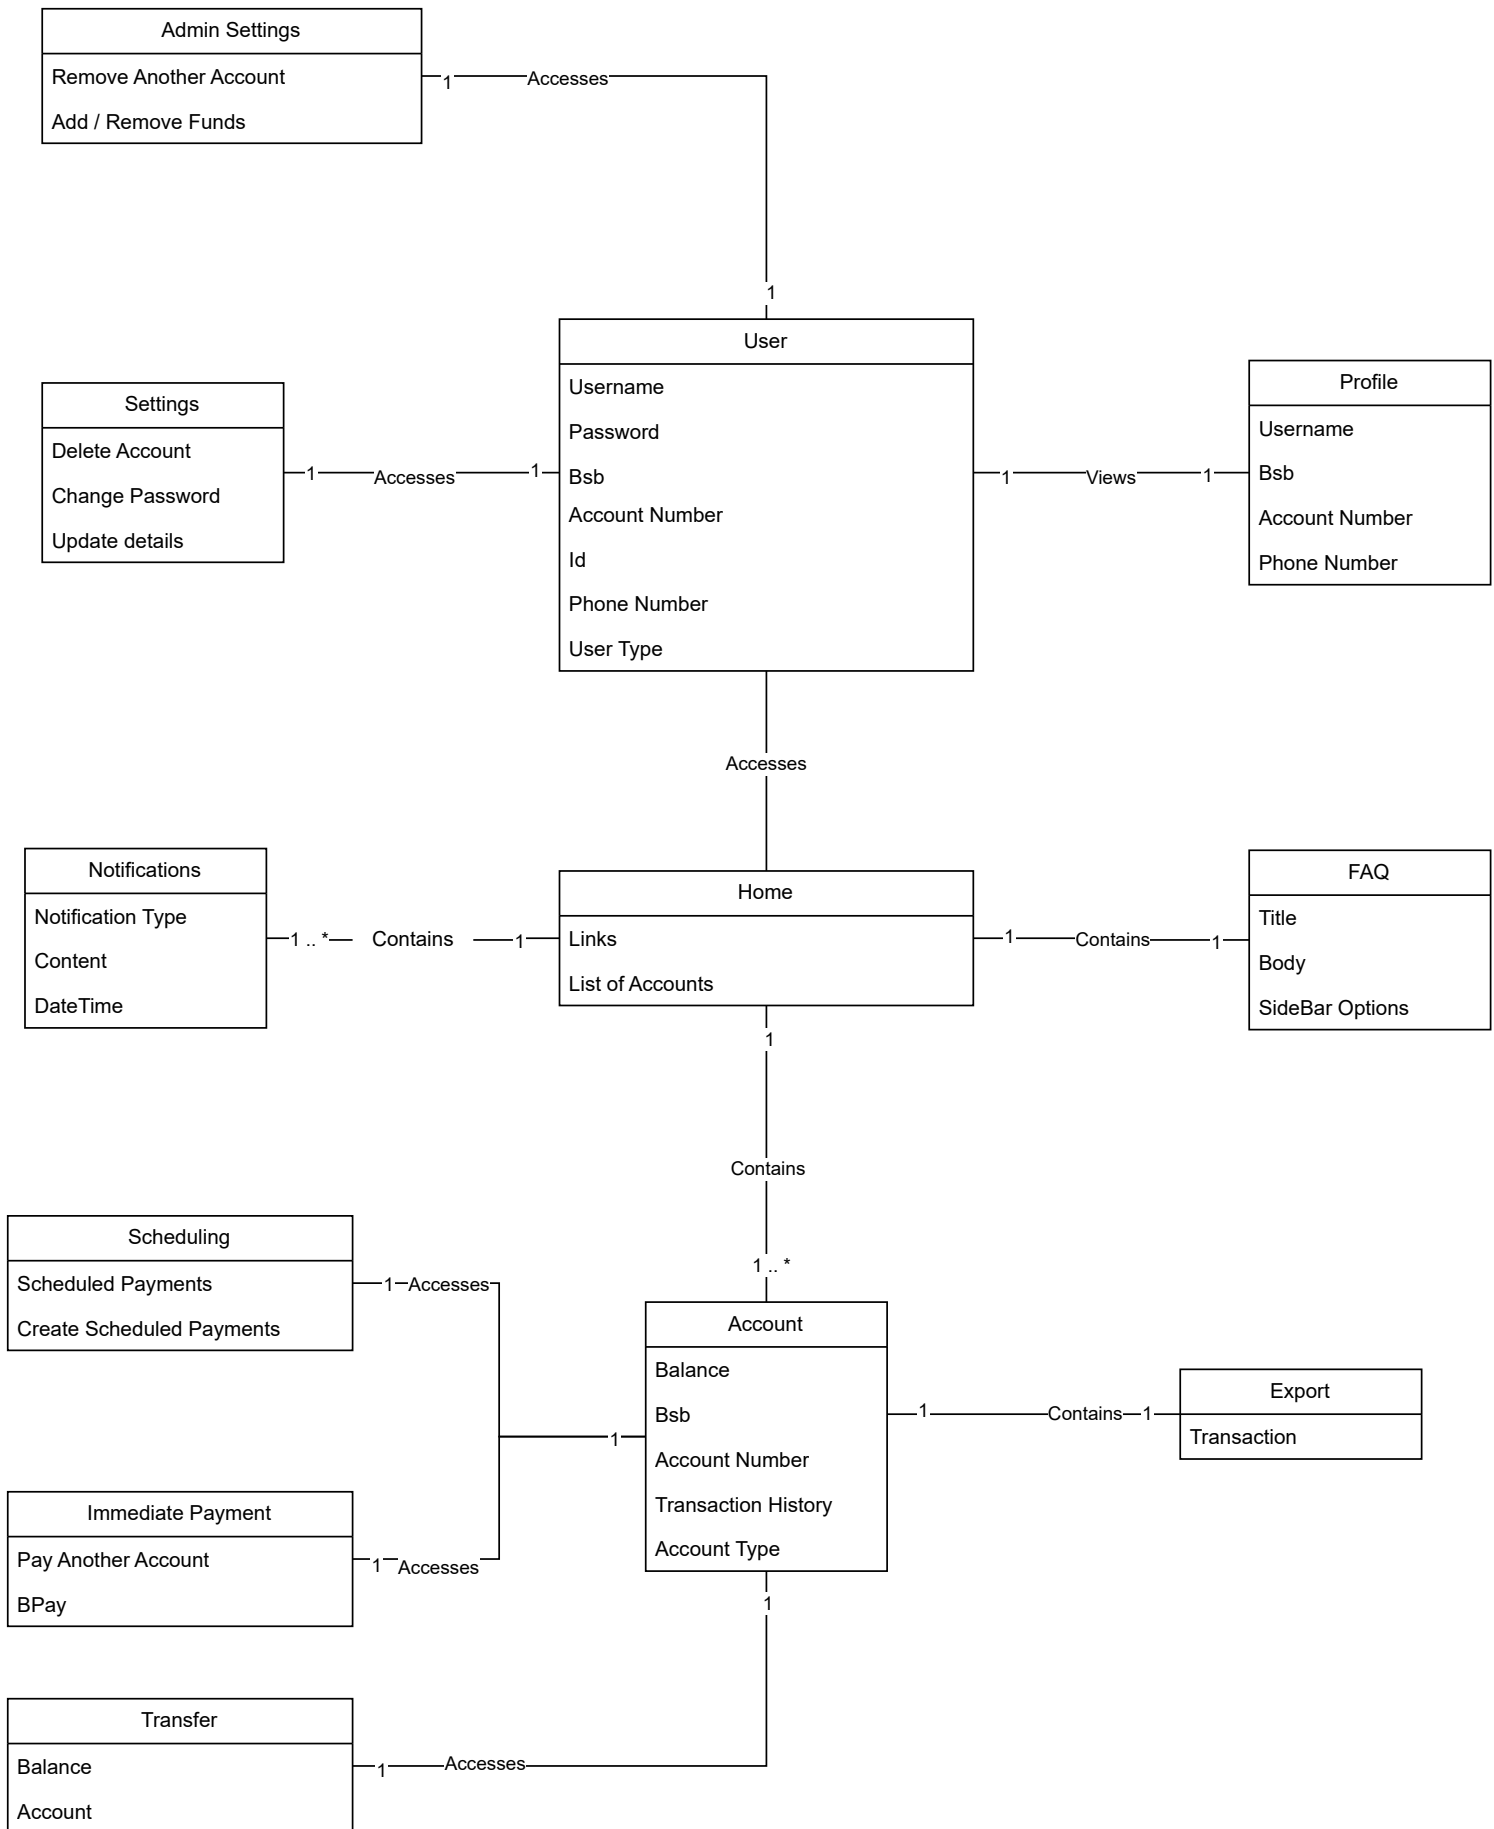 Admin Settings
Remove Another Account
Add / Remove Funds
1
Accesses
1
User
Username
Password
Bsb
Account Number
Id
Phone Number
User Type
Settings
Delete Account
Change Password
Update details
1
Accesses
1
1
Views
1
Profile
Username
Bsb
Account Number
Phone Number
Accesses
Notifications
Notification Type
Content
DateTime
1 .. *
Contains
1
Home
Links
List of Accounts
1
Contains
1
FAQ
Title
Body
SideBar Options
1
Contains
1 .. *
Scheduling
Scheduled Payments
Create Scheduled Payments
1
Accesses
Account
Balance
Bsb
Account Number
Transaction History
Account Type
1
1
Contains
1
Export
Transaction
Immediate Payment
Pay Another Account
BPay
1
Accesses
1
Transfer
Balance
Account
1
Accesses